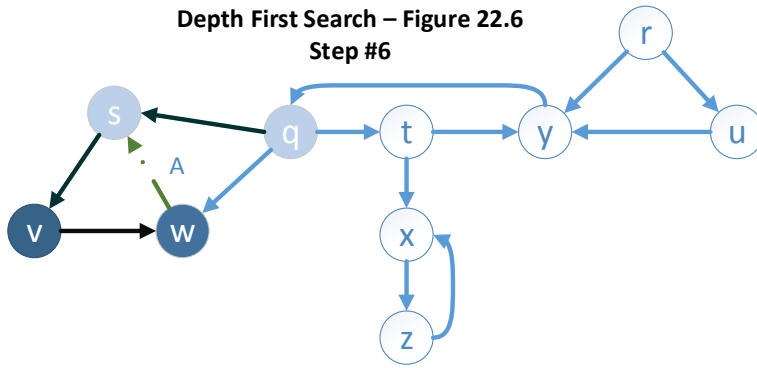 Depth First Search – Figure 22.6
Step #6
r
s
q
t
y
u
A
v
w
x
z